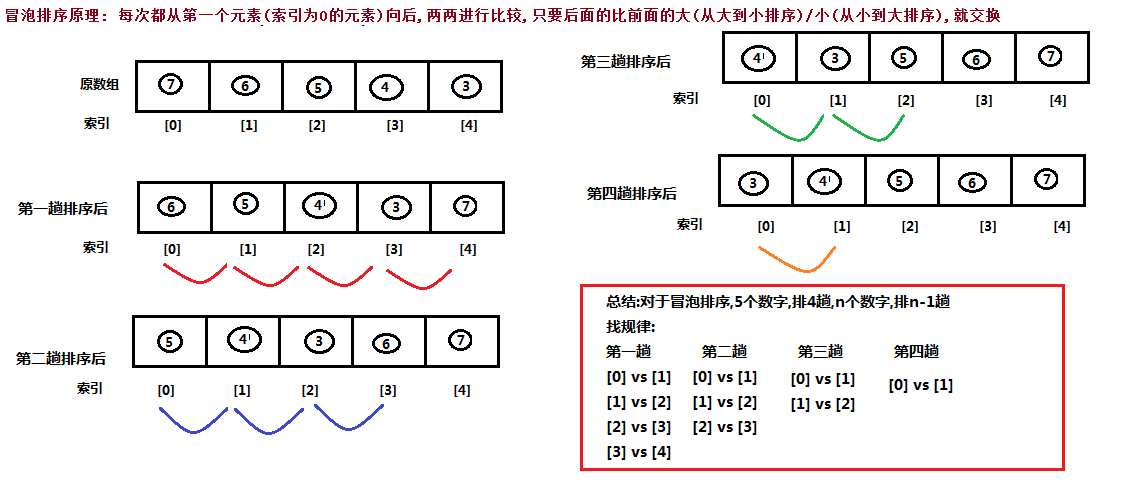 冒泡排序原理: 每次都从第一个元素(索引为0的元素)向后,两两进行比较,只要后面的比前面的大(从大到小排序)/小(从小到大排序),就交换
原数组 7 6 5 4 3
索引 [0] [1] [2] [3] [4]
第一趟排序后 6 5 4 3 7
索引 [0] [1] [2] [3] [4]
第二趟排序后 5 4 3 6 7
索引 [0] [1] [2] [3] [4]
第三趟排序后 4 3 5 6 7
索引 [0] [1] [2] [3] [4]
第四趟排序后 3 4 5 6 7
索引 [0] [1] [2] [3] [4]
总结:对于冒泡排序,5个数字,排4趟,n个数字,排n-1趟
找规律:
第一趟 第二趟 第三趟 第四趟
[0] vs [1] [0] vs [1] [0] vs [1] [0] vs [1]
[1] vs [2] [1] vs [2] [1] vs [2]
[2] vs [3] [2] vs [3]
[3] vs [4]